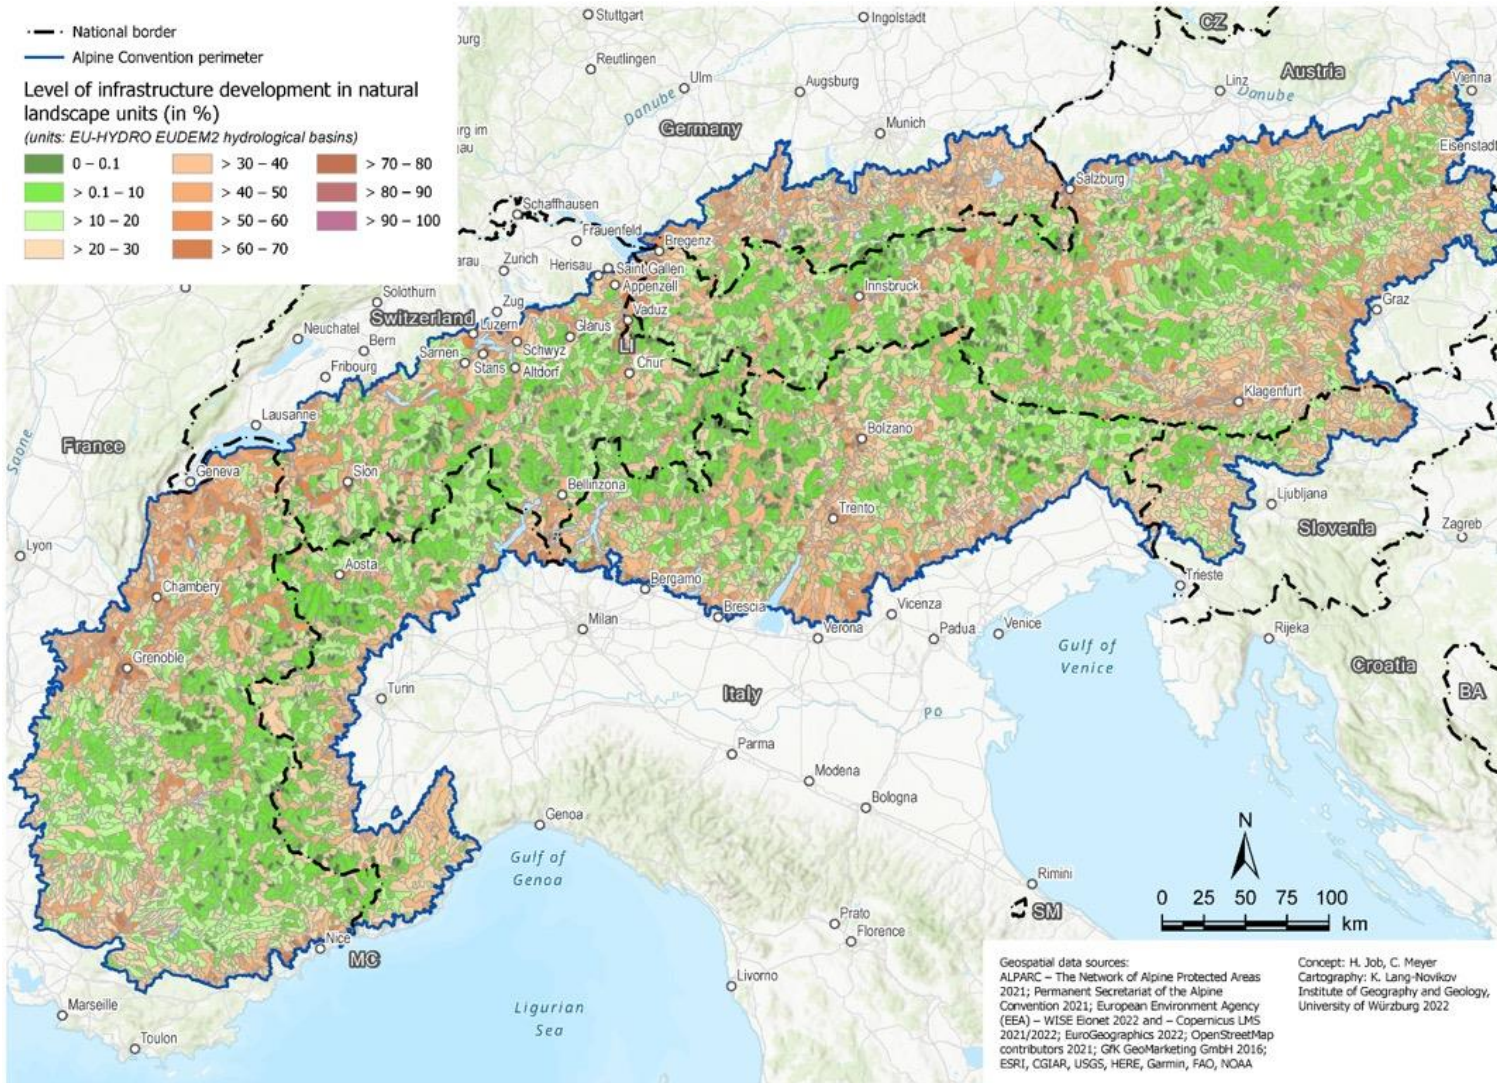 National border
Alpine Convention perimeter
Level of infrastructure development in natural
landscape units (in %)
(units: EU-HYDRO EUDEM2 hydrological basins)
0 – 0.1
> 0.1 – 10
> 10 – 20
> 20 – 30
> 30 – 40
> 40 – 50
> 50 – 60
> 60 – 70
> 70 – 80
> 80 – 90
> 90 – 100
Stuttgart
Ingolstadt
CZ
Reutlingen
Ulm
Augsburg
Linz
Austria
Vienna
Danube
Danube
Germany
Munich
Eisenstadt
Salzburg
Schaffhausen
Frauenfeld
Bregenz
Zurich
Herisau
Saint Gallen
Appenzell
Innsbruck
Solothurn
Zug
Vaduz
Graz
Switzerland
Luzern
Glarus
Neuchatel
Bern
Sarnen
Schwyz
LI
Stans
Altdorf
Chur
Fribourg
Klagenfurt
Lausanne
Bolzano
France
Saone
Geneva
Sion
Bellinzona
Ljubljana
Trento
Slovenia
Zagreb
Lyon
Aosta
Chambery
Bergamo
Trieste
Brescia
Vicenza
Milan
Verona
Padua
Venice
Rijeka
Gulf of
Venice
Grenoble
Croatia
Turin
Italy
BA
Po
Parma
Modena
Bologna
Genoa
Gulf of
Genoa
N
Rimini
0 25 50 75 100
km
SM
Prato
Florence
Nice
MC
Livorno
Marseille
Ligurian
Sea
Toulon
Geospatial data sources:
ALPARC – The Network of Alpine Protected Areas
2021; Permanent Secretariat of the Alpine
Convention 2021; European Environment Agency
(EEA) – WISE Eionet 2022 and – Copernicus LMS
2021/2022; EuroGeographics 2022; OpenStreetMap
contributors 2021; GfK GeoMarketing GmbH 2016;
ESRI, CGIAR, USGS, HERE, Garmin, FAO, NOAA
Concept: H. Job, C. Meyer
Cartography: K. Lang-Novikov
Institute of Geography and Geology,
University of Würzburg 2022